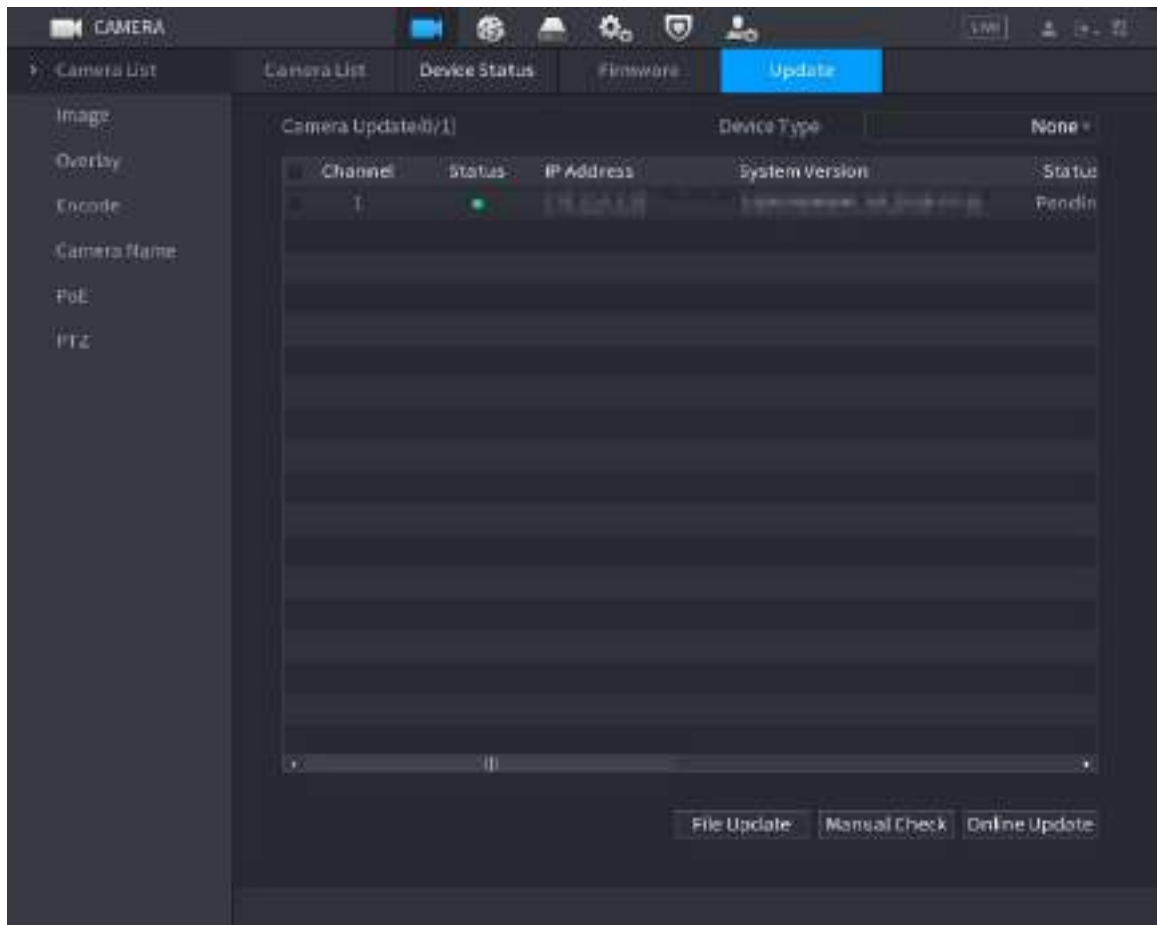 CAMERA LIVE
Camera List Camera List Device Status Firmware Update
Image
Camera Update(0/1) Device Type None
Overlay
Channel Status IP Address System Version Status
Encode
1 Pendin
Camera Name
PoE
PTZ
File Update Manual Check Online Update